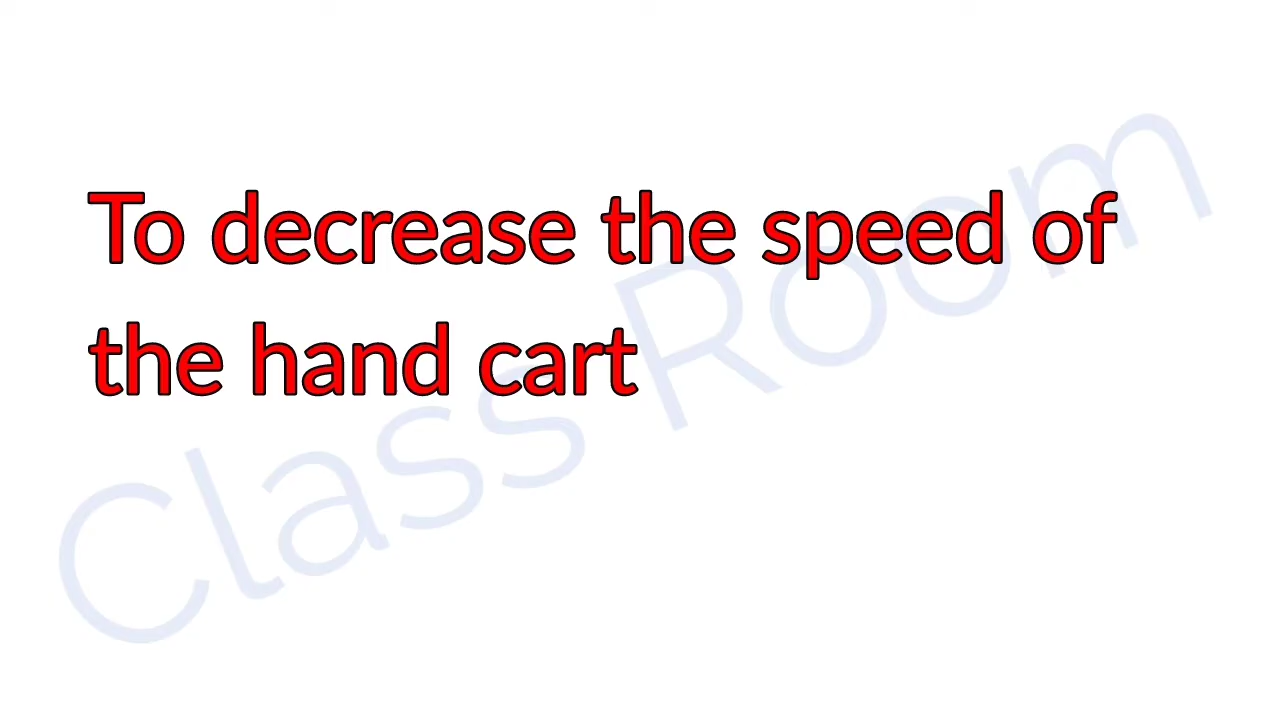 To decrease the speed of
the hand cart
Class Room